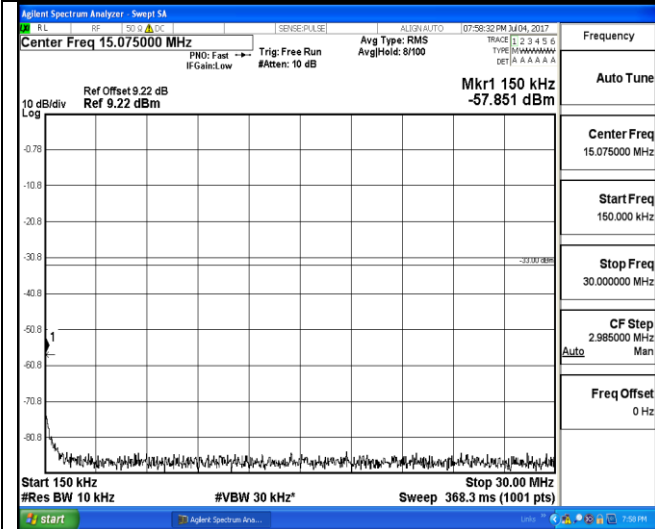 Agilent Spectrum Analyzer - Swept SA
RL RF 50 Ω DC SENSE:PULSE ALIGN AUTO 07:58:32 PM Jul 04, 2017
Center Freq 15.075000 MHz
PNO: Fast
IFGain:Low
Trig: Free Run
#Atten: 10 dB
Avg Type: RMS
Avg|Hold: 8/100
TRACE 1 2 3 4 5 6
TYPE MWWWWW
DET A A A A A A
Mkr1 150 kHz
-57.851 dBm
Ref Offset 9.22 dB
10 dB/div Ref 9.22 dBm
Log
-0.78
-10.8
-20.8
-30.8
-33.00 dBm
-40.8
-50.8
1
-60.8
-70.8
-80.8
Start 150 kHz Stop 30.00 MHz
#Res BW 10 kHz #VBW 30 kHz* Sweep 368.3 ms (1001 pts)
Frequency
Auto Tune
Center Freq
15.075000 MHz
Start Freq
150.000 kHz
Stop Freq
30.000000 MHz
CF Step
2.985000 MHz
Auto Man
Freq Offset
0 Hz
start Agilent Spectrum Ana... Links 7:58 PM